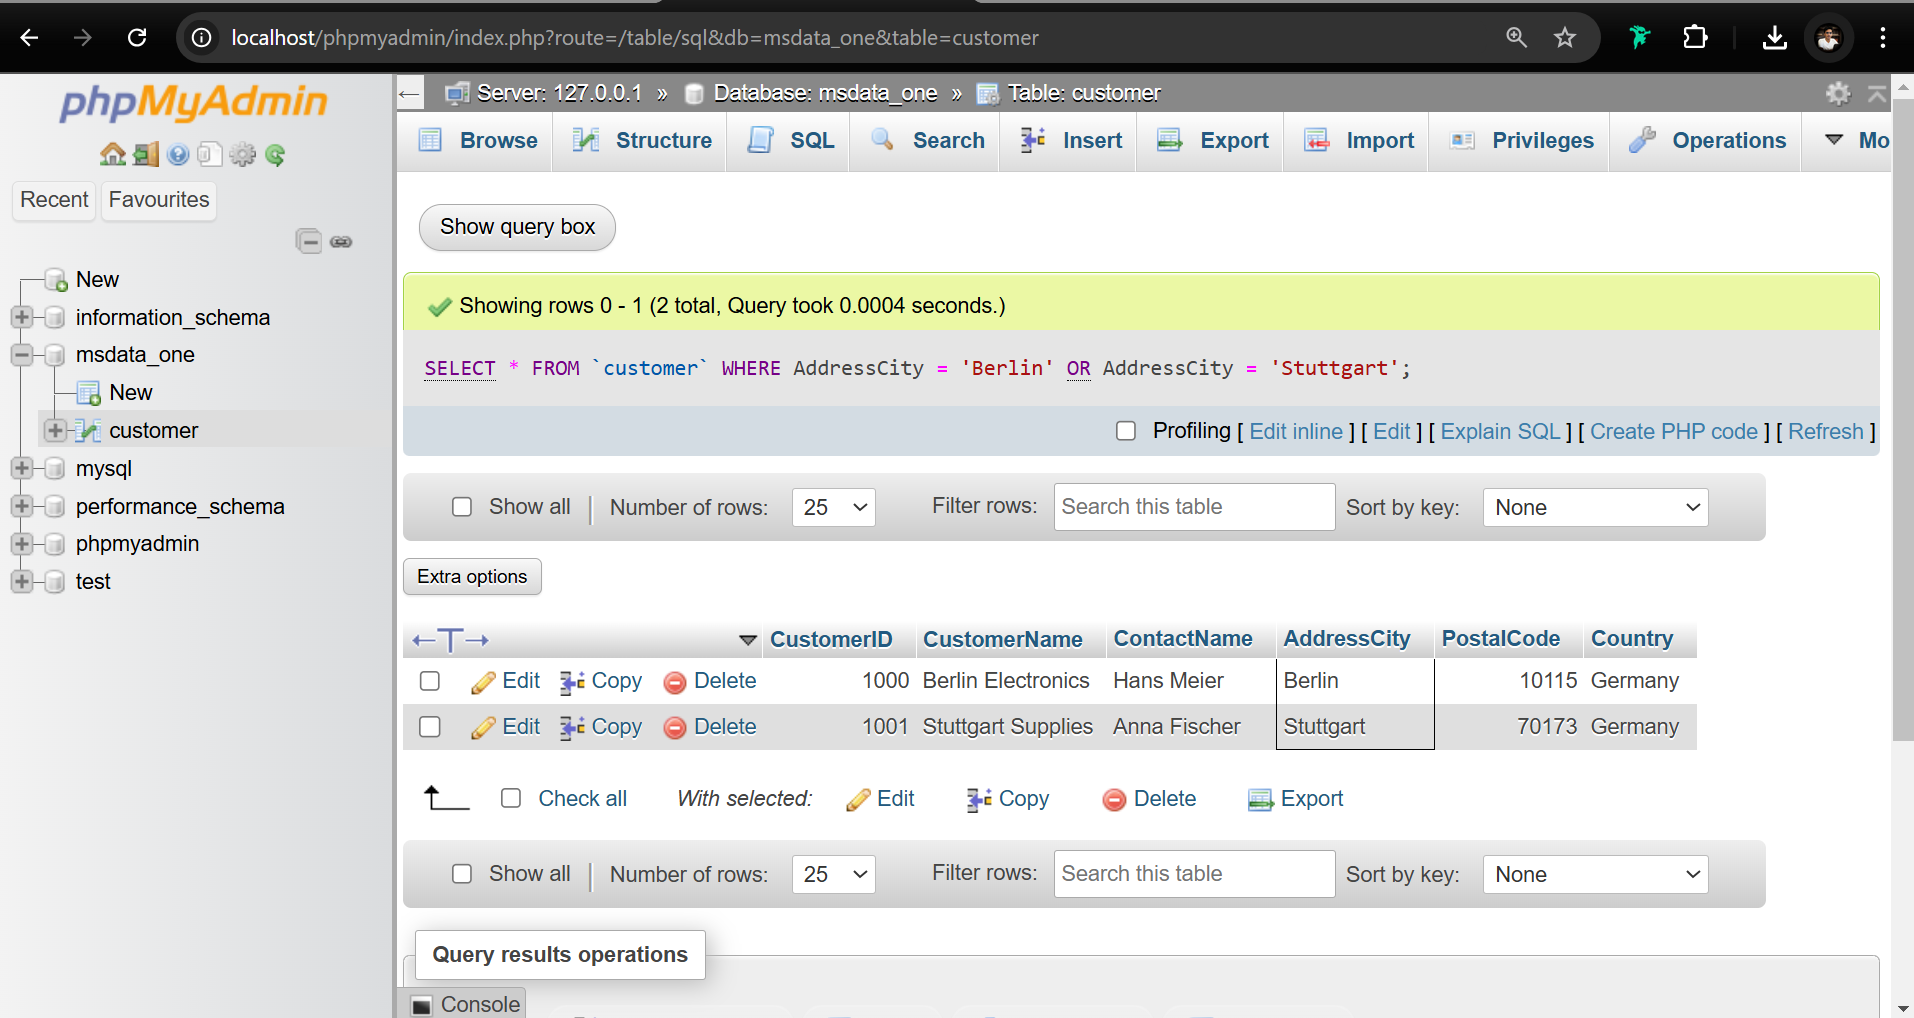 localhost/phpmyadmin/index.php?route=/table/sql&db=msdata_one&table=customer
phpMyAdmin
Recent Favourites
New
information_schema
msdata_one
New
customer
mysql
performance_schema
phpmyadmin
test
Server: 127.0.0.1 » Database: msdata_one » Table: customer
Browse Structure SQL Search Insert Export Import Privileges Operations Mo
Show query box
Showing rows 0 - 1 (2 total, Query took 0.0004 seconds.)
SELECT * FROM `customer` WHERE AddressCity = 'Berlin' OR AddressCity = 'Stuttgart';
Profiling [ Edit inline ] [ Edit ] [ Explain SQL ] [ Create PHP code ] [ Refresh ]
Show all | Number of rows: 25 Filter rows: Search this table Sort by key: None
Extra options
←T→ CustomerID CustomerName ContactName AddressCity PostalCode Country
Edit Copy Delete 1000 Berlin Electronics Hans Meier Berlin 10115 Germany
Edit Copy Delete 1001 Stuttgart Supplies Anna Fischer Stuttgart 70173 Germany
Check all With selected: Edit Copy Delete Export
Show all | Number of rows: 25 Filter rows: Search this table Sort by key: None
Query results operations
Console